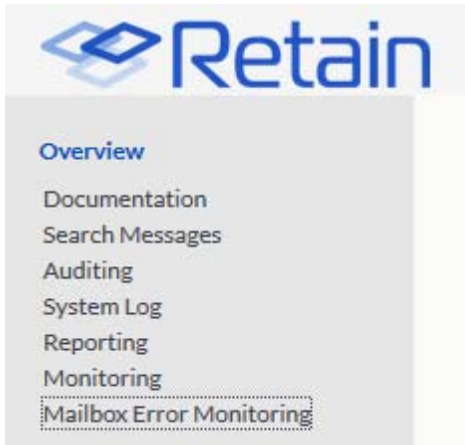 Retain
Overview
Documentation
Search Messages
Auditing
System Log
Reporting
Monitoring
Mailbox Error Monitoring